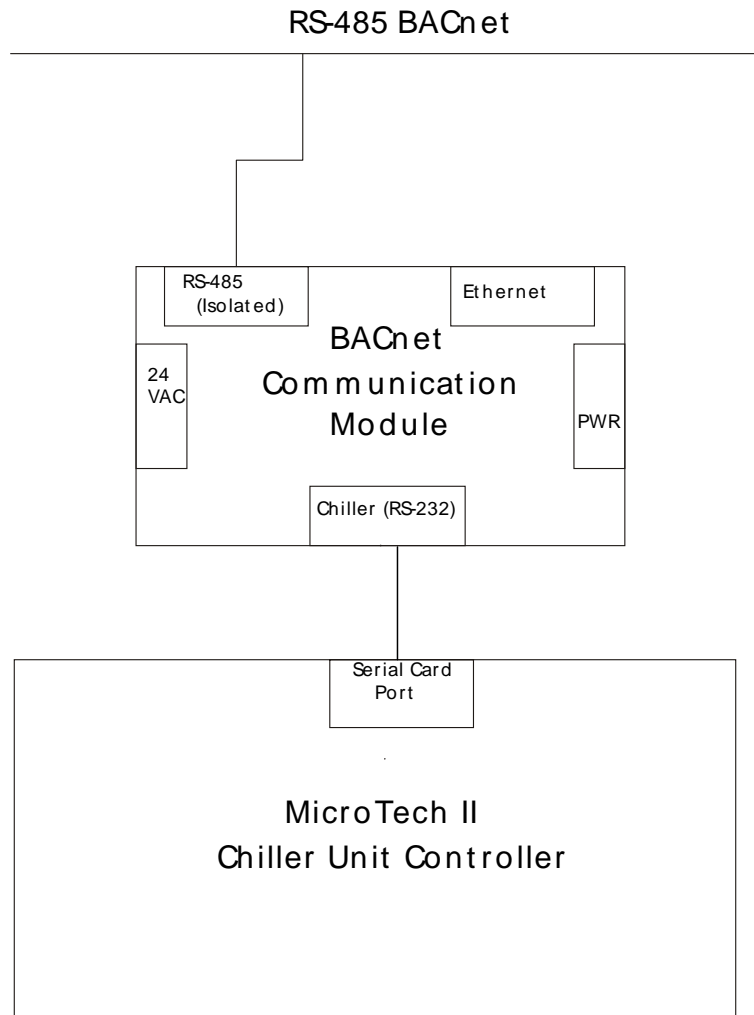 RS-485 BACnet
RS-485
(Isolated)
Ethernet
BACnet
Communication
Module
24
VAC
PWR
Chiller (RS-232)
Serial Card
Port
MicroTech II
Chiller Unit Controller